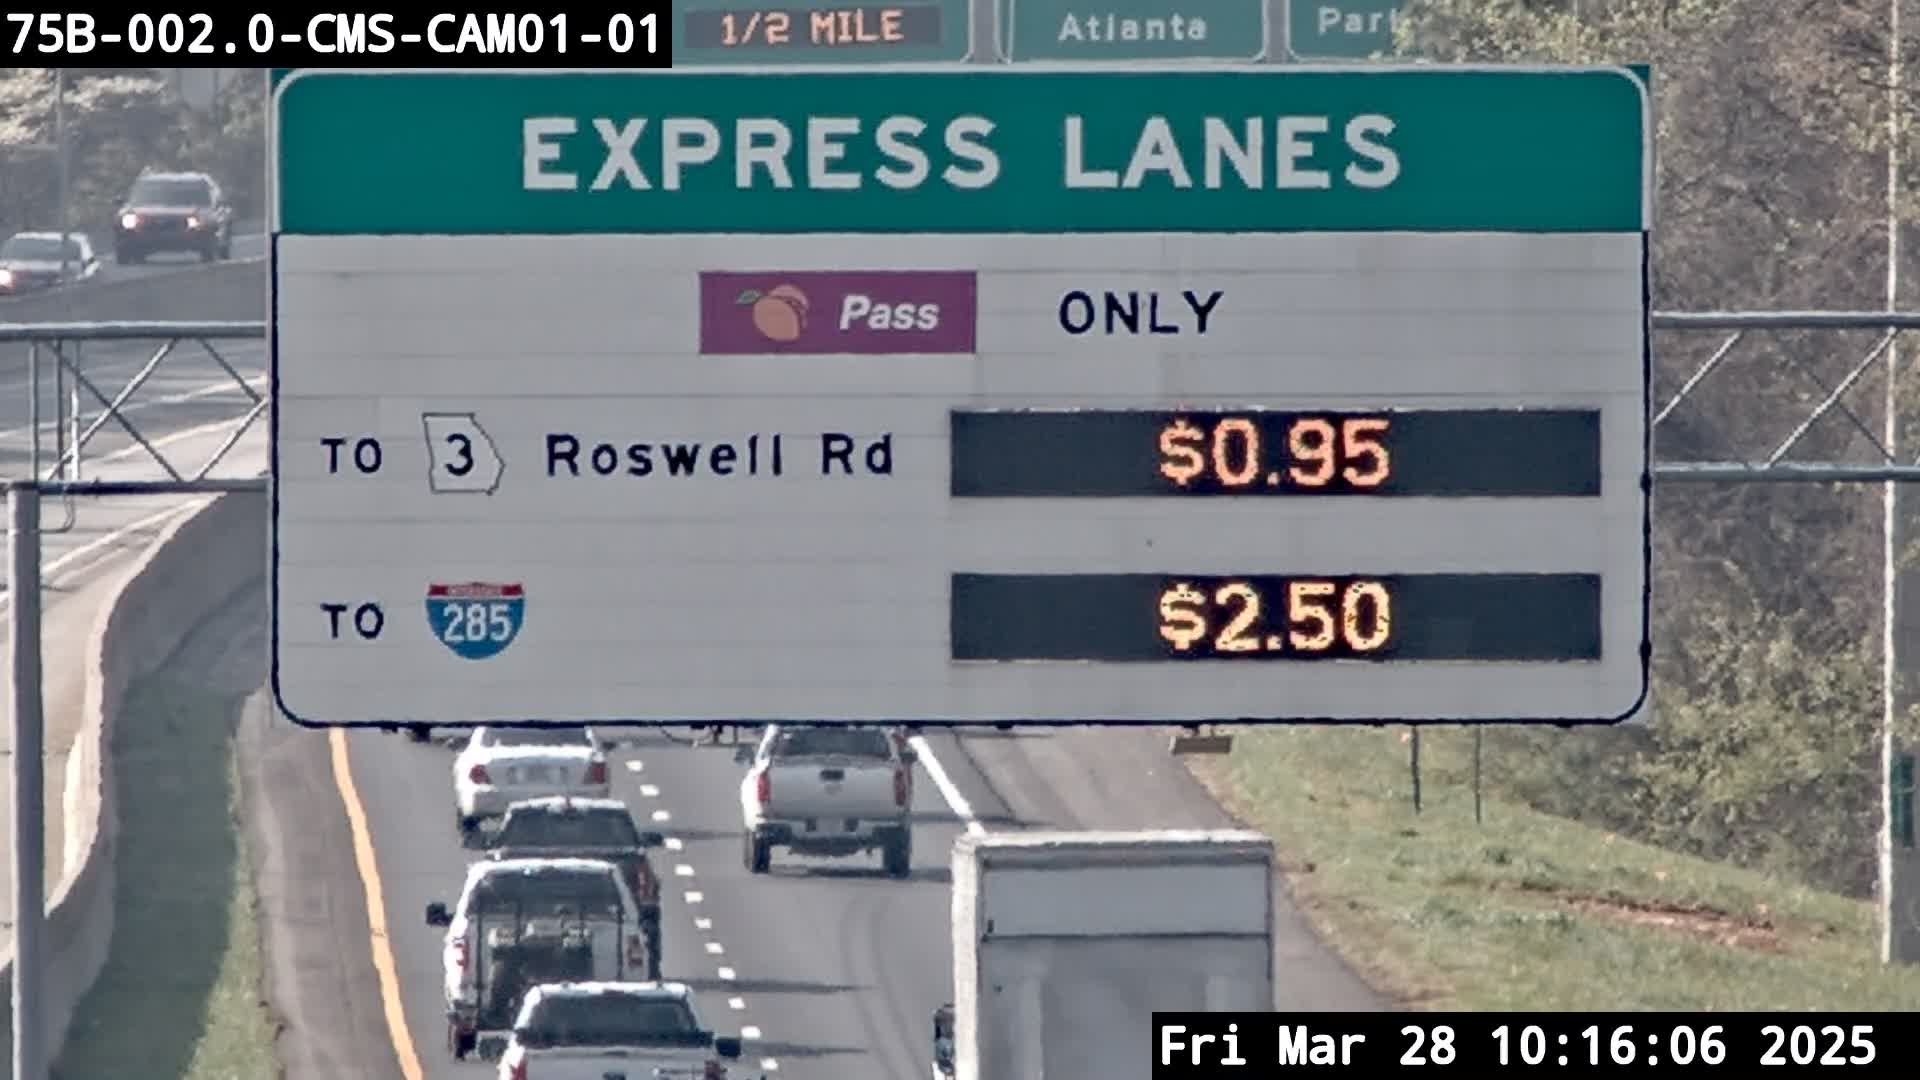 75B-002.0-CMS-CAM01-01
1/2 MILE
Atlanta
EXPRESS LANES
Pass ONLY
TO 3 Roswell Rd $0.95
TO 285 $2.50
Fri Mar 28 10:16:06 2025